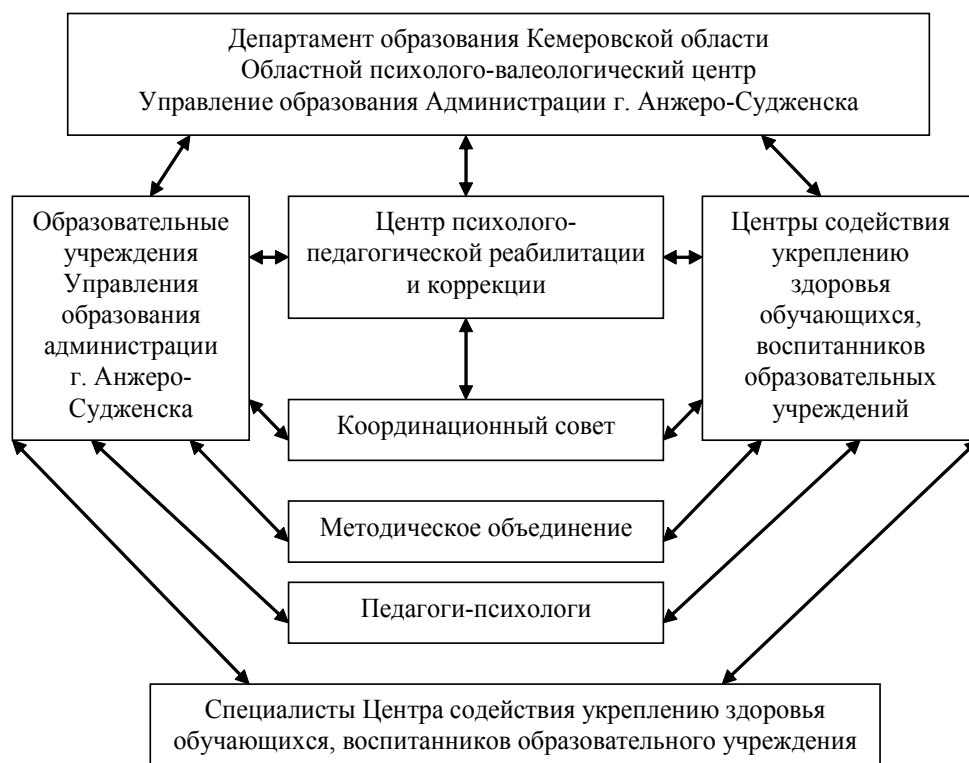 Департамент образования Кемеровской области
Областной психолого-валеологический центр
Управление образования Администрации г. Анжеро-Судженска
Образовательные
учреждения
Управления
образования
администрации
г. Анжеро-
Судженска
Центр психолого-
педагогической реабилитации
и коррекции
Центры содействия
укреплению
здоровья
обучающихся,
воспитанников
образовательных
учреждений
Координационный совет
Методическое объединение
Педагоги-психологи
Специалисты Центра содействия укреплению здоровья
обучающихся, воспитанников образовательного учреждения